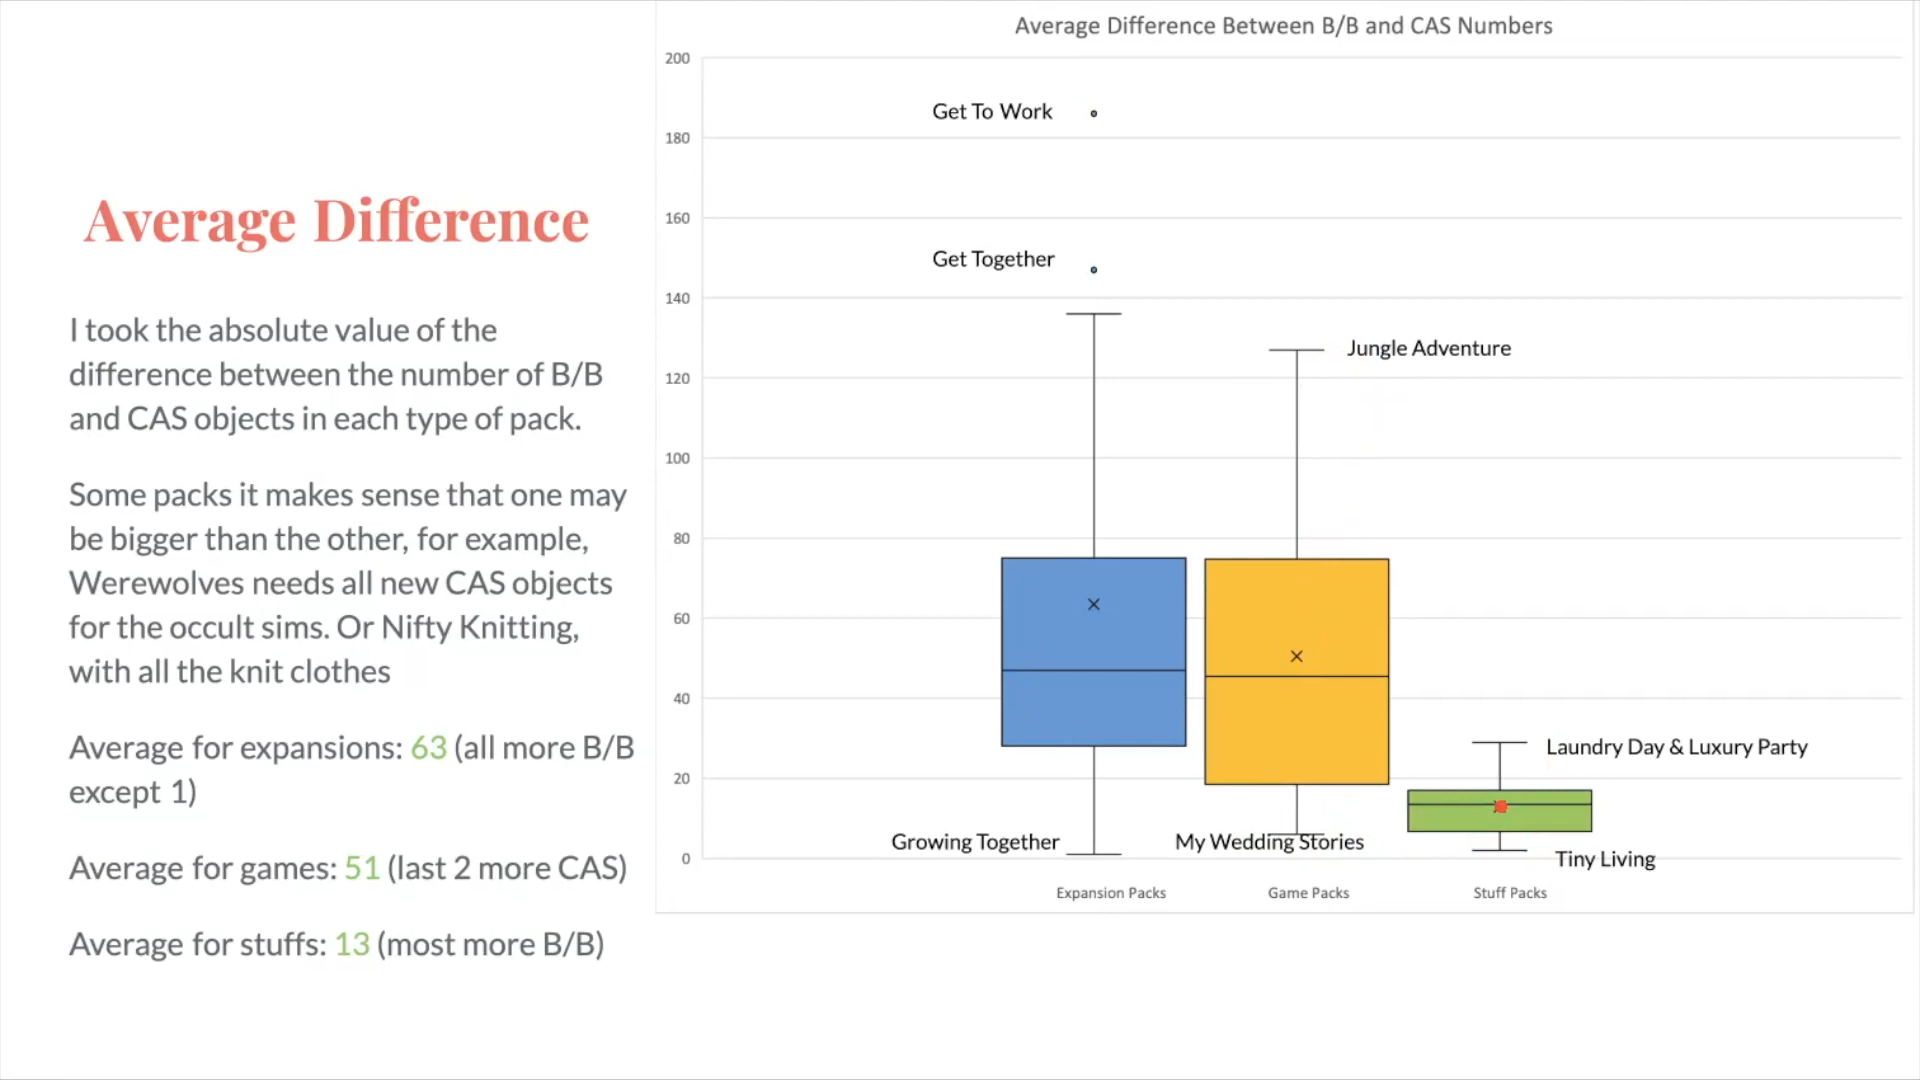 Average Difference
I took the absolute value of the
difference between the number of B/B
and CAS objects in each type of pack.
Some packs it makes sense that one may
be bigger than the other, for example,
Werewolves needs all new CAS objects
for the occult sims. Or Nifty Knitting,
with all the knit clothes
Average for expansions: 63 (all more B/B
except 1)
Average for games: 51 (last 2 more CAS)
Average for stuffs: 13 (most more B/B)
Average Difference Between B/B and CAS Numbers
200
Get To Work
180
160
Get Together
140
Jungle Adventure
120
100
80
60
40
Laundry Day & Luxury Party
20
Growing Together
My Wedding Stories
0
Tiny Living
Expansion Packs
Game Packs
Stuff Packs